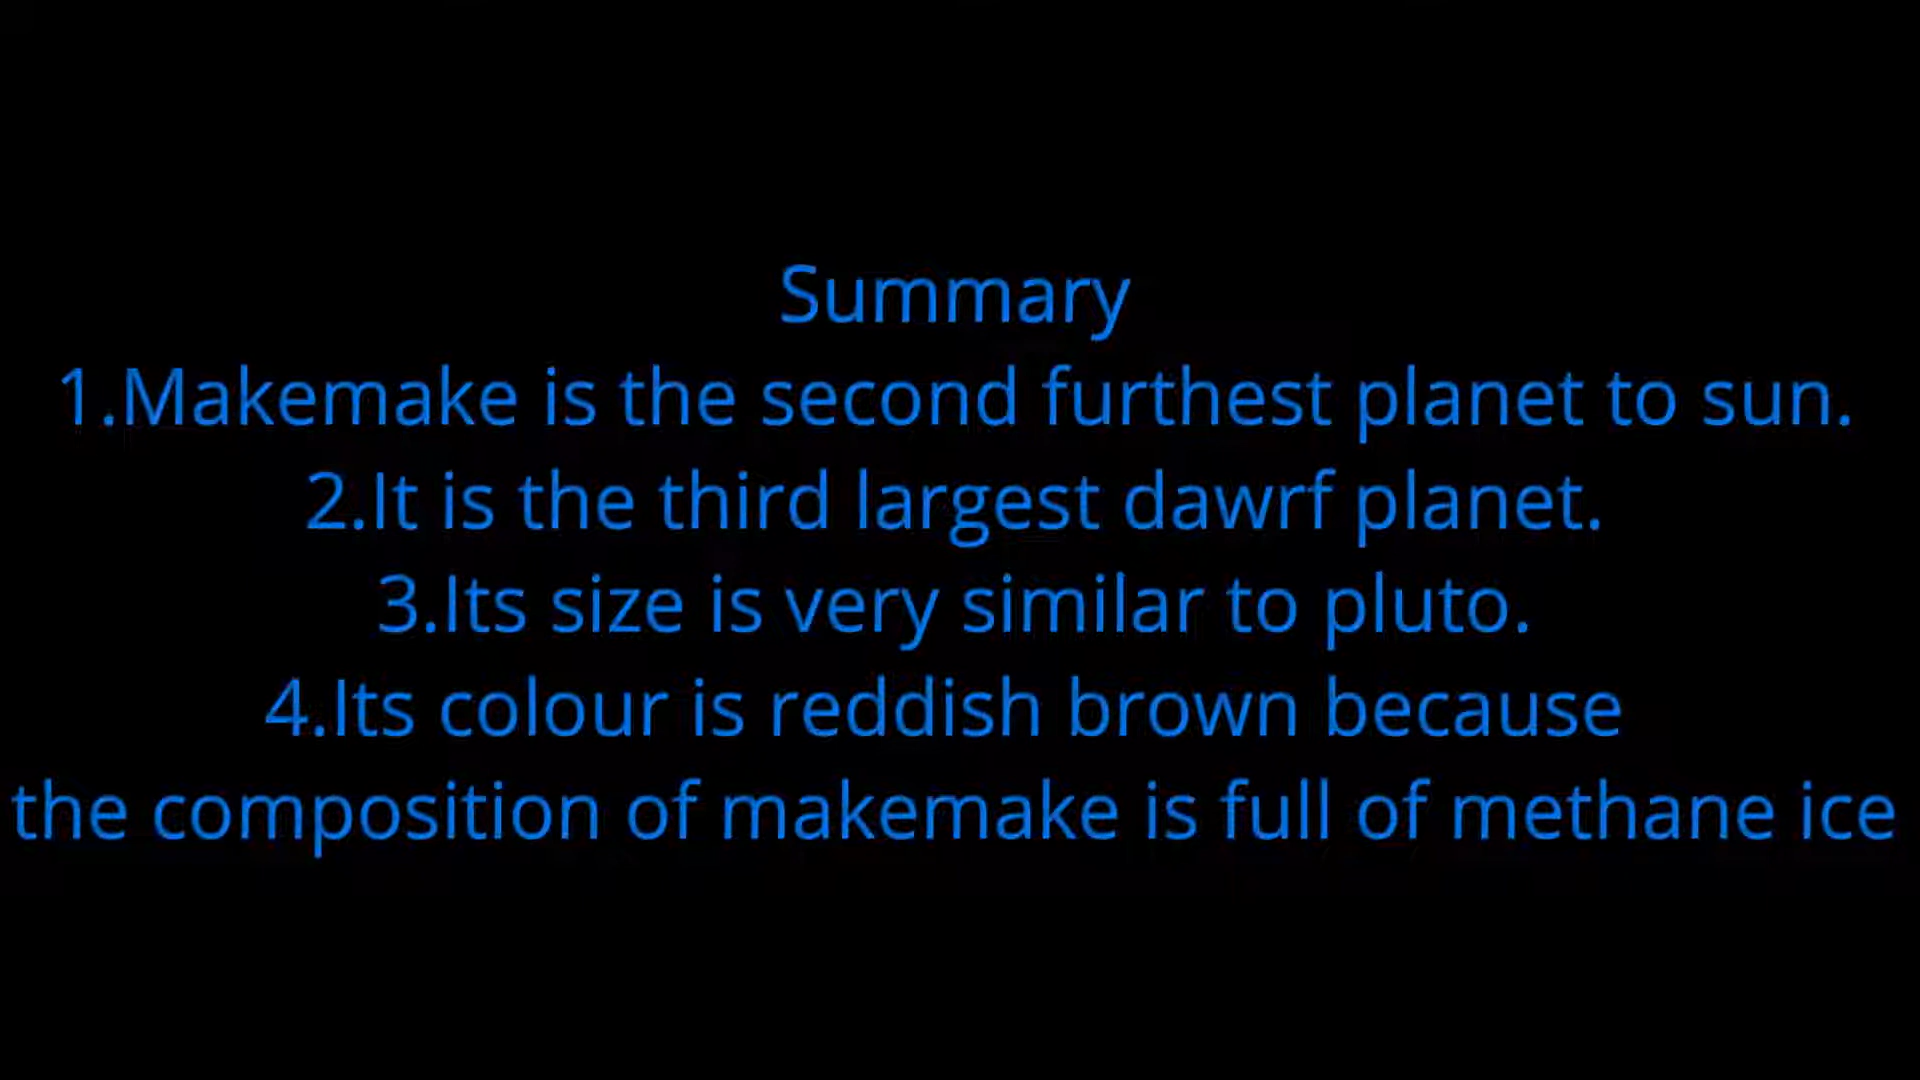 Summary
1.Makemake is the second furthest planet to sun.
2.It is the third largest dawrf planet.
3.Its size is very similar to pluto.
4.Its colour is reddish brown because
the composition of makemake is full of methane ice